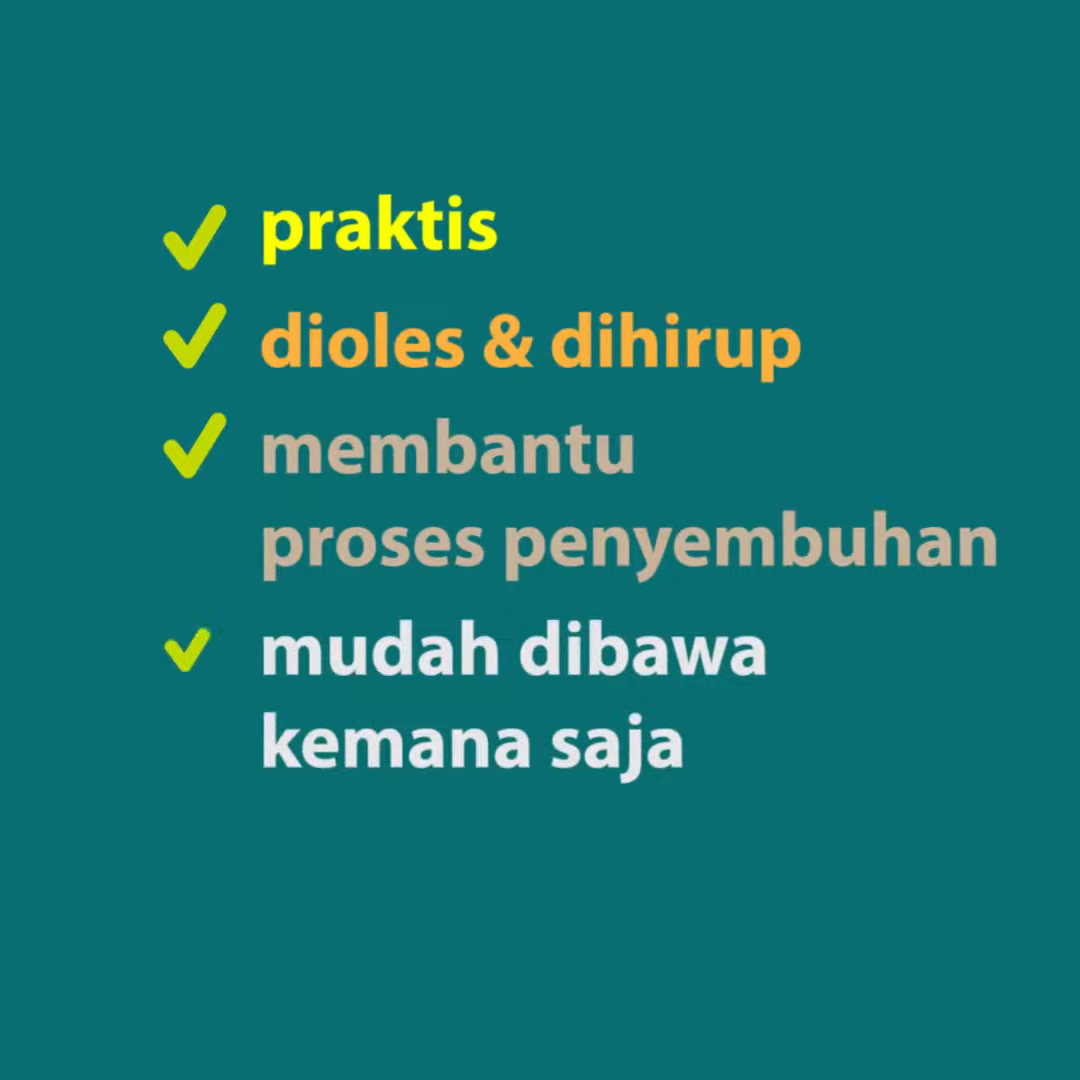 praktis
dioles & dihirup
membantu
proses penyembuhan
mudah dibawa
kemana saja